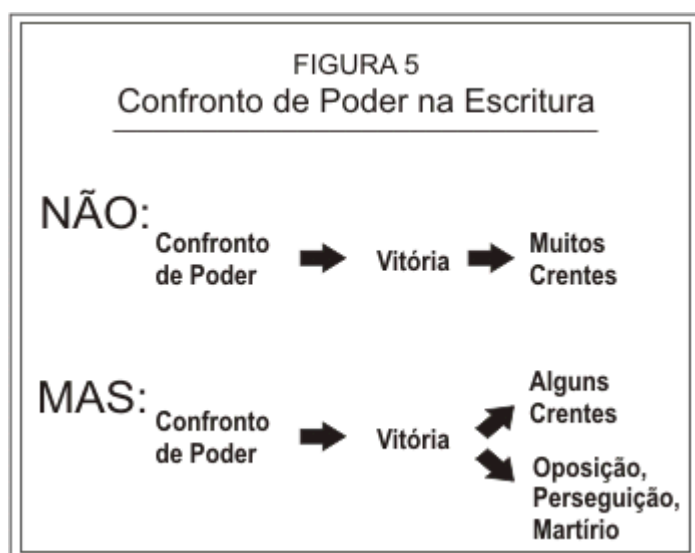 FIGURA 5
Confronto de Poder na Escritura
NÃO:
Confronto
de Poder
Vitória
Muitos
Crentes
MAS:
Confronto
de Poder
Vitória
Alguns
Crentes
Oposição,
Perseguição,
Martírio